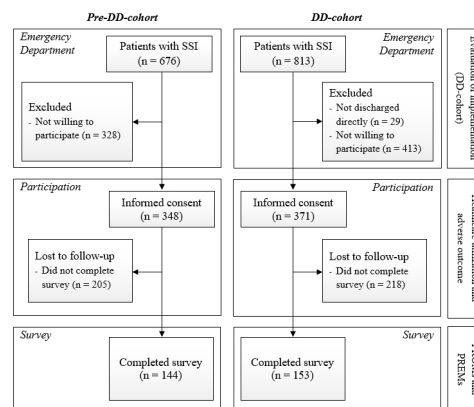 Pre-DD-cohort
DD-cohort
Emergency
Department
Patients with SSI
(n = 676)
Excluded
- Not willing to
participate (n = 328)
Patients with SSI
(n = 813)
Emergency
Department
Excluded
- Not discharged
directly (n = 29)
- Not willing to
participate (n = 413)
Evaluation of implementation
(DD-cohort)
Participation
Informed consent
(n = 348)
Lost to follow-up
- Did not complete
survey (n = 205)
Participation
Informed consent
(n = 371)
Lost to follow-up
- Did not complete
survey (n = 218)
adverse outcome
Survey
Completed survey
(n = 144)
Survey
Completed survey
(n = 153)
PREMs